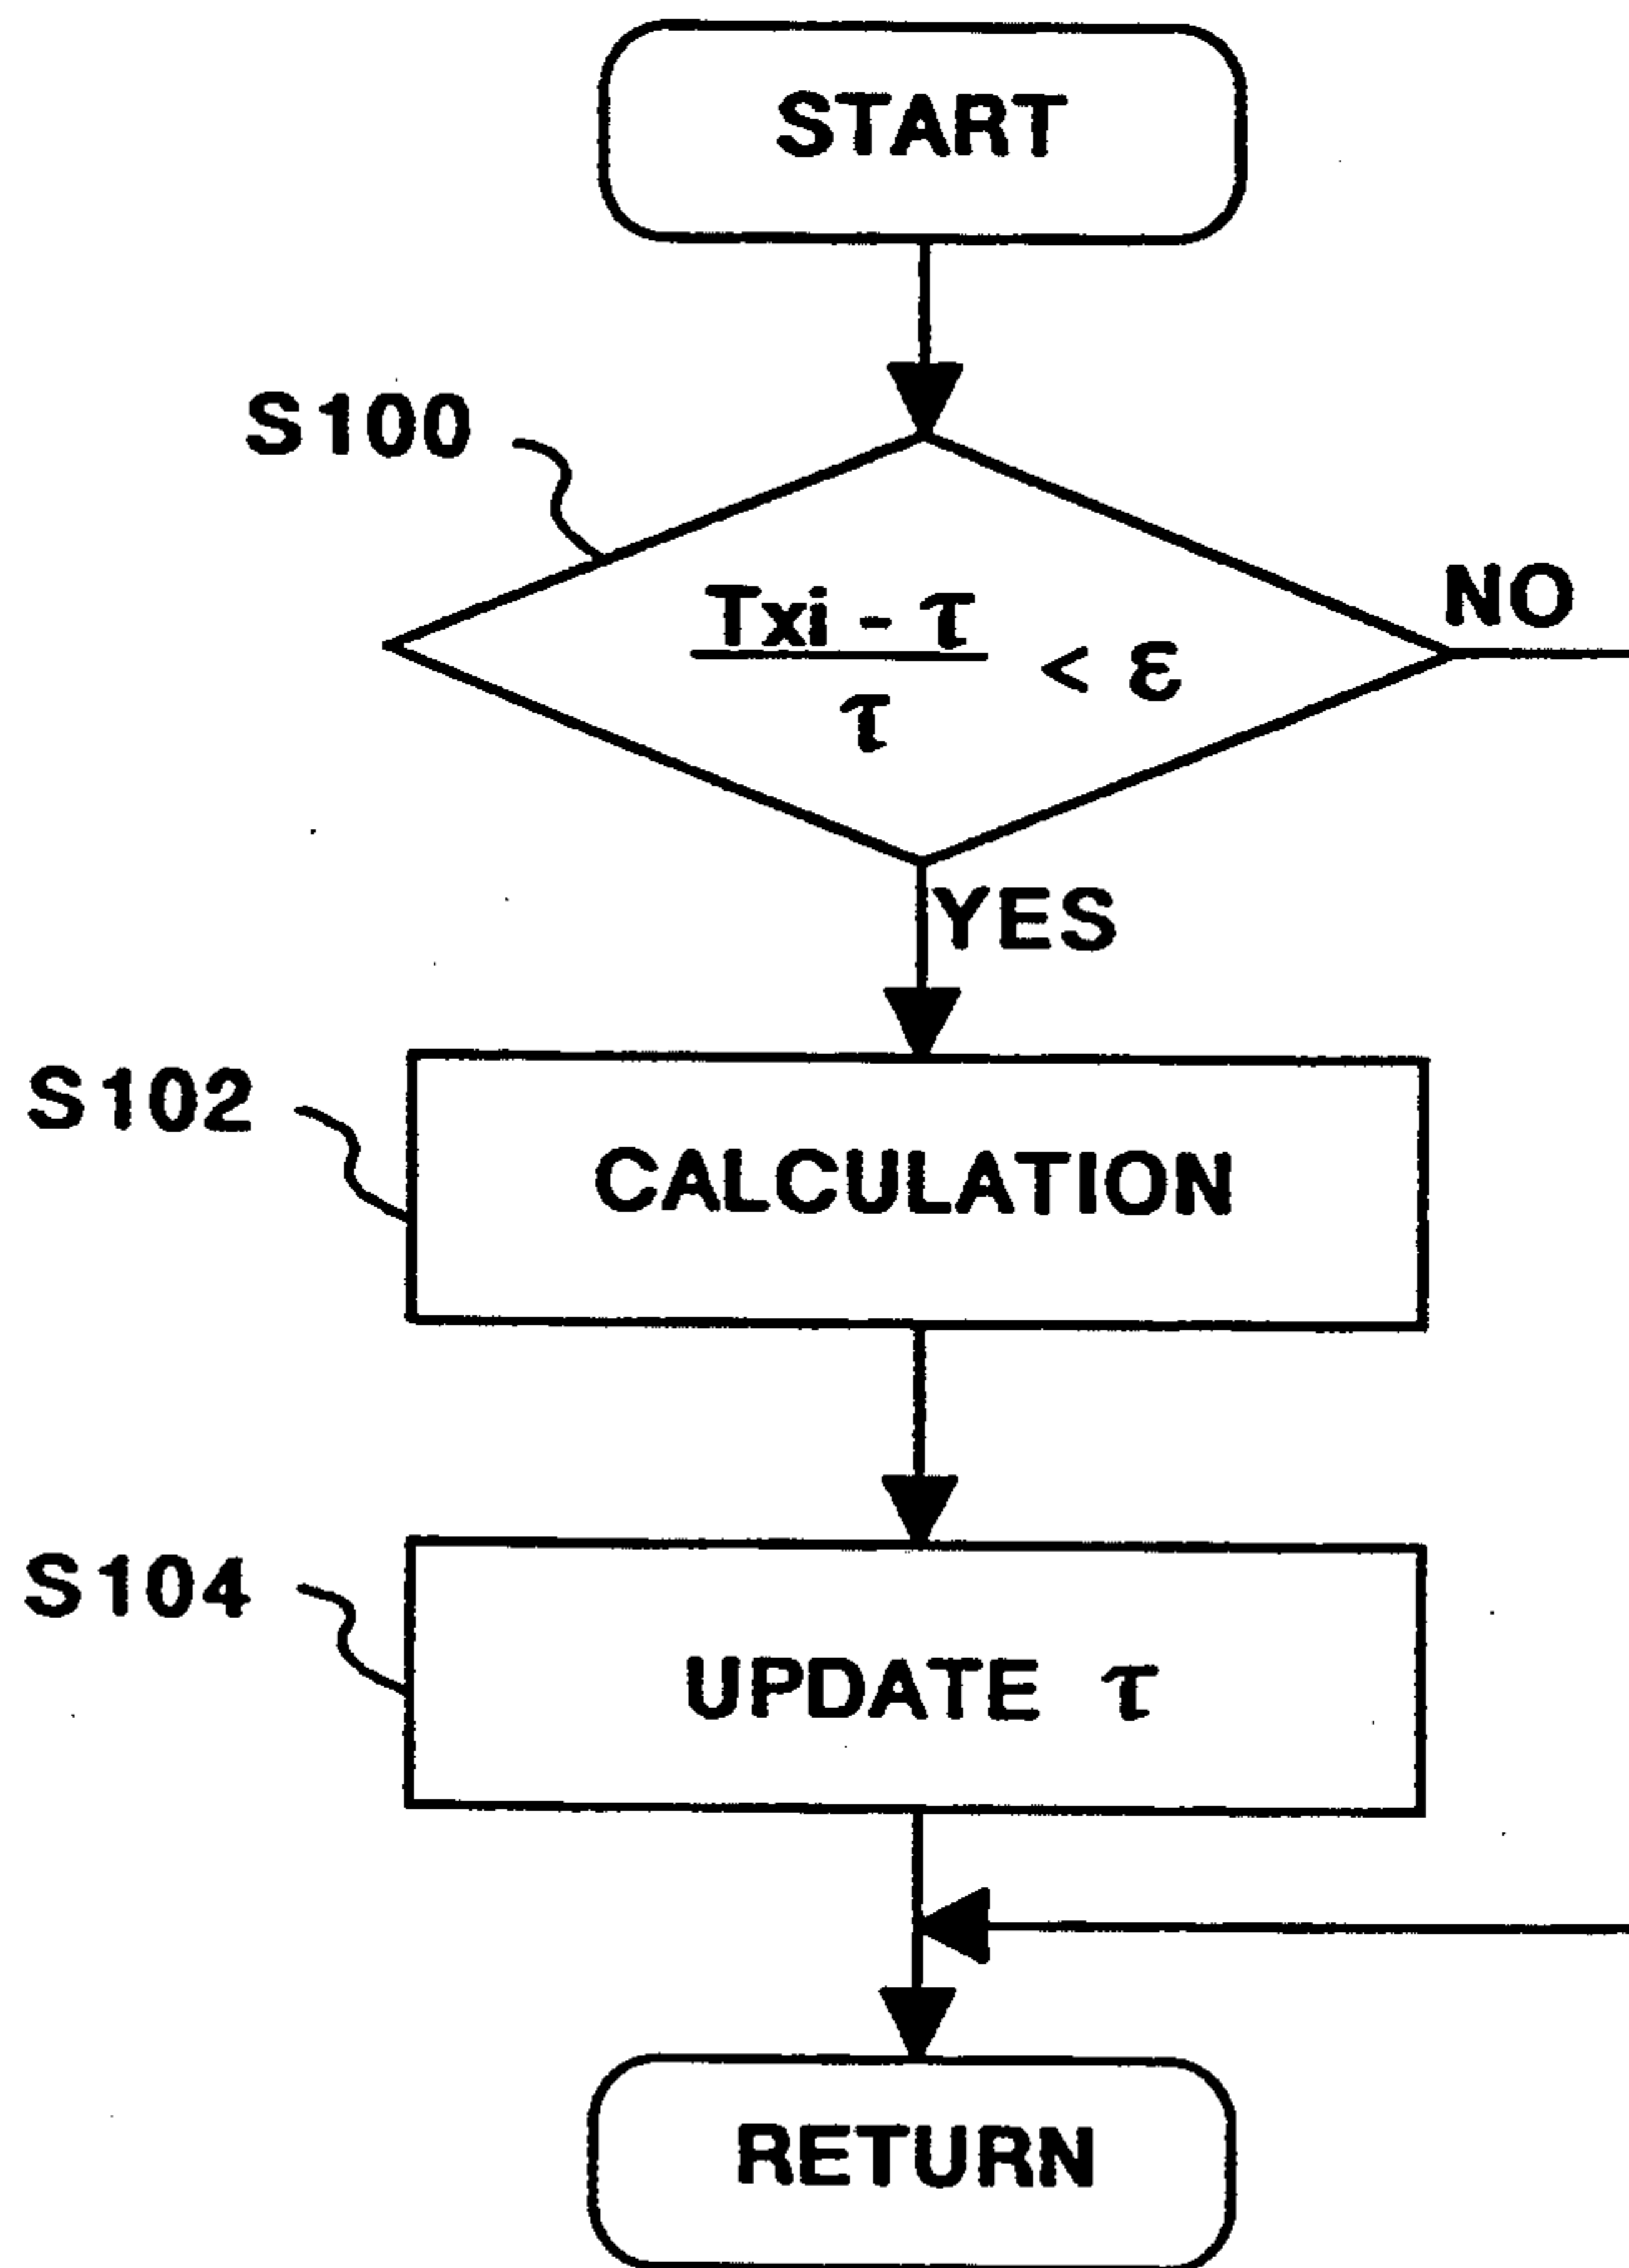 START
S100
NO
Txi - τ
τ
< ε
YES
S102
CALCULATION
S104
UPDATE τ
RETURN